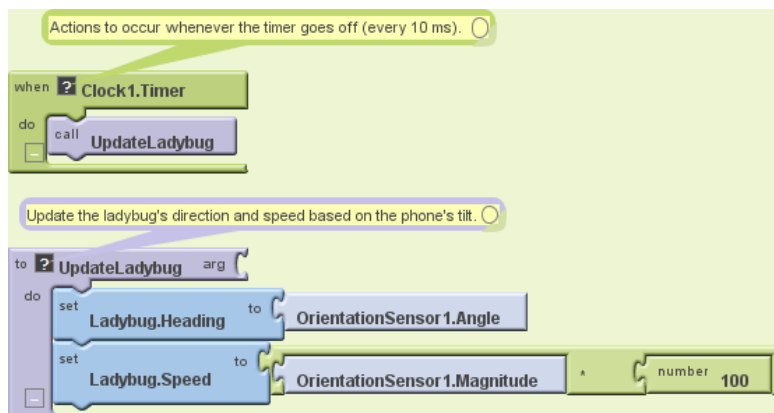 Actions to occur whenever the timer goes off (every 10 ms).
when ? Clock1.Timer
do
call UpdateLadybug
Update the ladybug's direction and speed based on the phone's tilt.
to ? UpdateLadybug arg
do
set Ladybug.Heading to OrientationSensor1.Angle
set Ladybug.Speed to OrientationSensor1.Magnitude * number 100